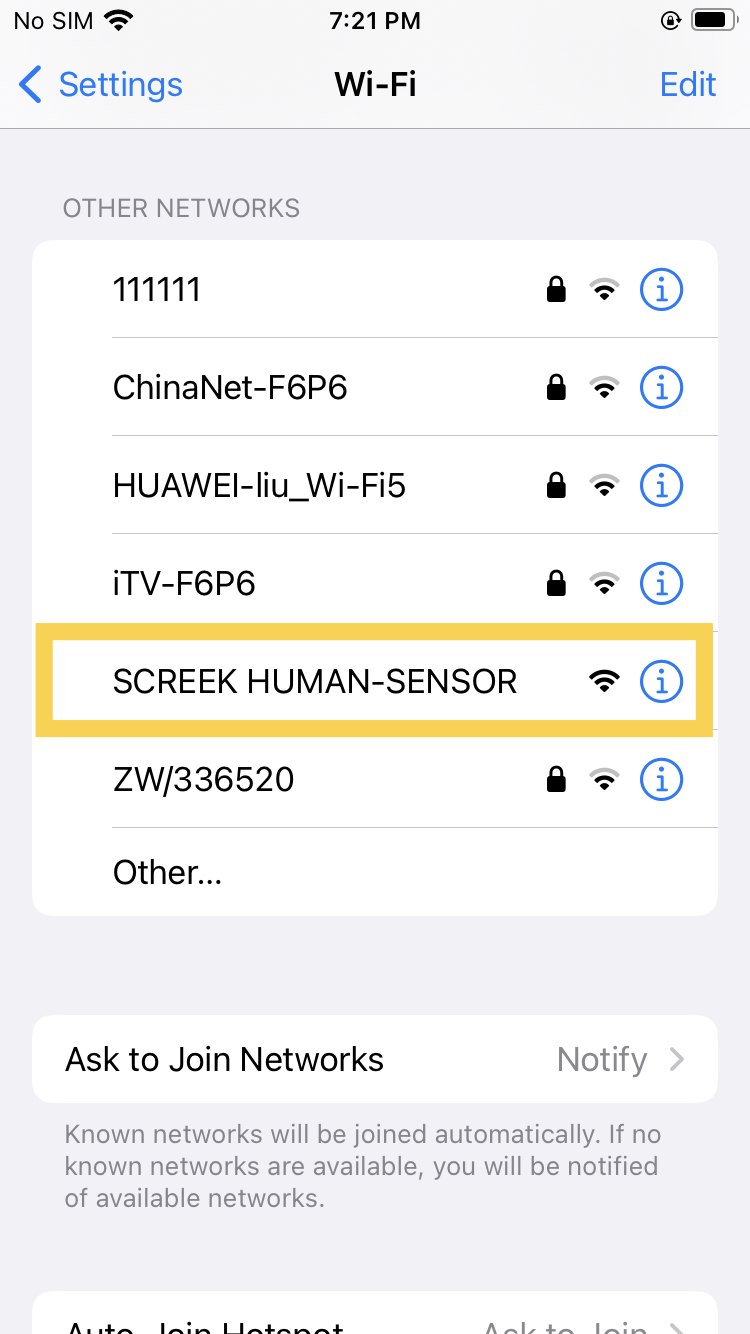 No SIM 7:21 PM
Settings Wi-Fi Edit
OTHER NETWORKS
111111
ChinaNet-F6P6
HUAWEI-liu_Wi-Fi5
iTV-F6P6
SCREEK HUMAN-SENSOR
ZW/336520
Other...
Ask to Join Networks Notify
Known networks will be joined automatically. If no
known networks are available, you will be notified
of available networks.
Auto-Join Hotspot Ask to Join